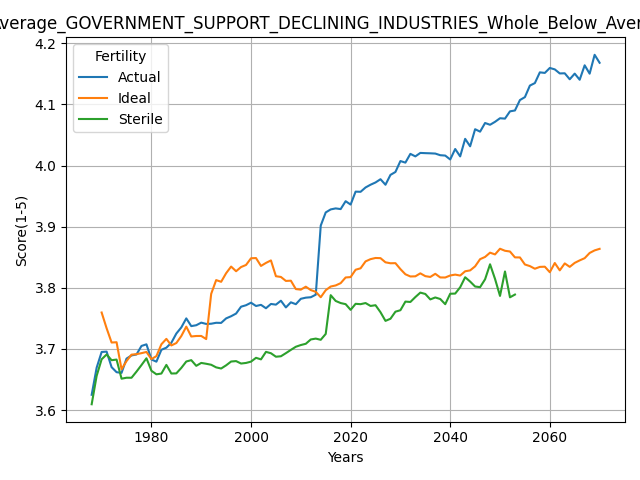 Average_GOVERNMENT_SUPPORT_DECLINING_INDUSTRIES_Whole_Below_Aver
4.2
4.1
4.0
3.9
3.8
3.7
3.6
Score(1-5)
Fertility
Actual
Ideal
Sterile
1980
2000
2020
2040
2060
Years